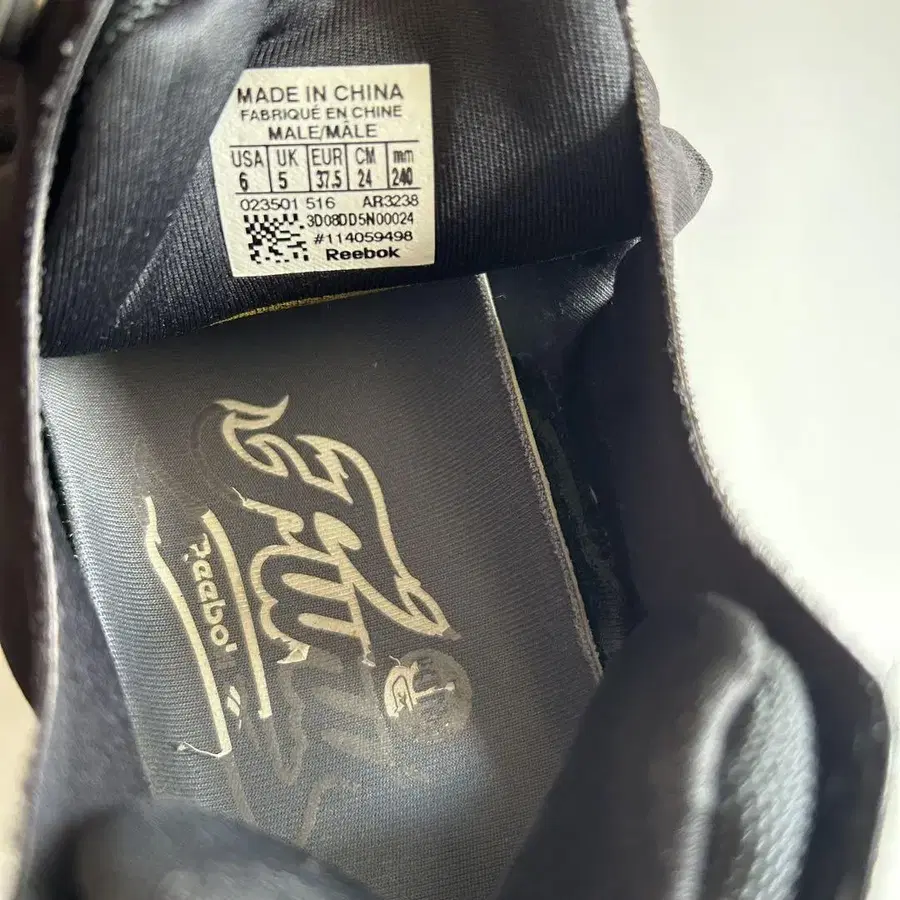 MADE IN CHINA
FABRIQUÉ EN CHINE
MALE/MÂLE
USA UK EUR CM mm
6 5 37.5 24 240
023501 516 AR3238
3D08DD5N00024
#114059498
Reebok
Reebok